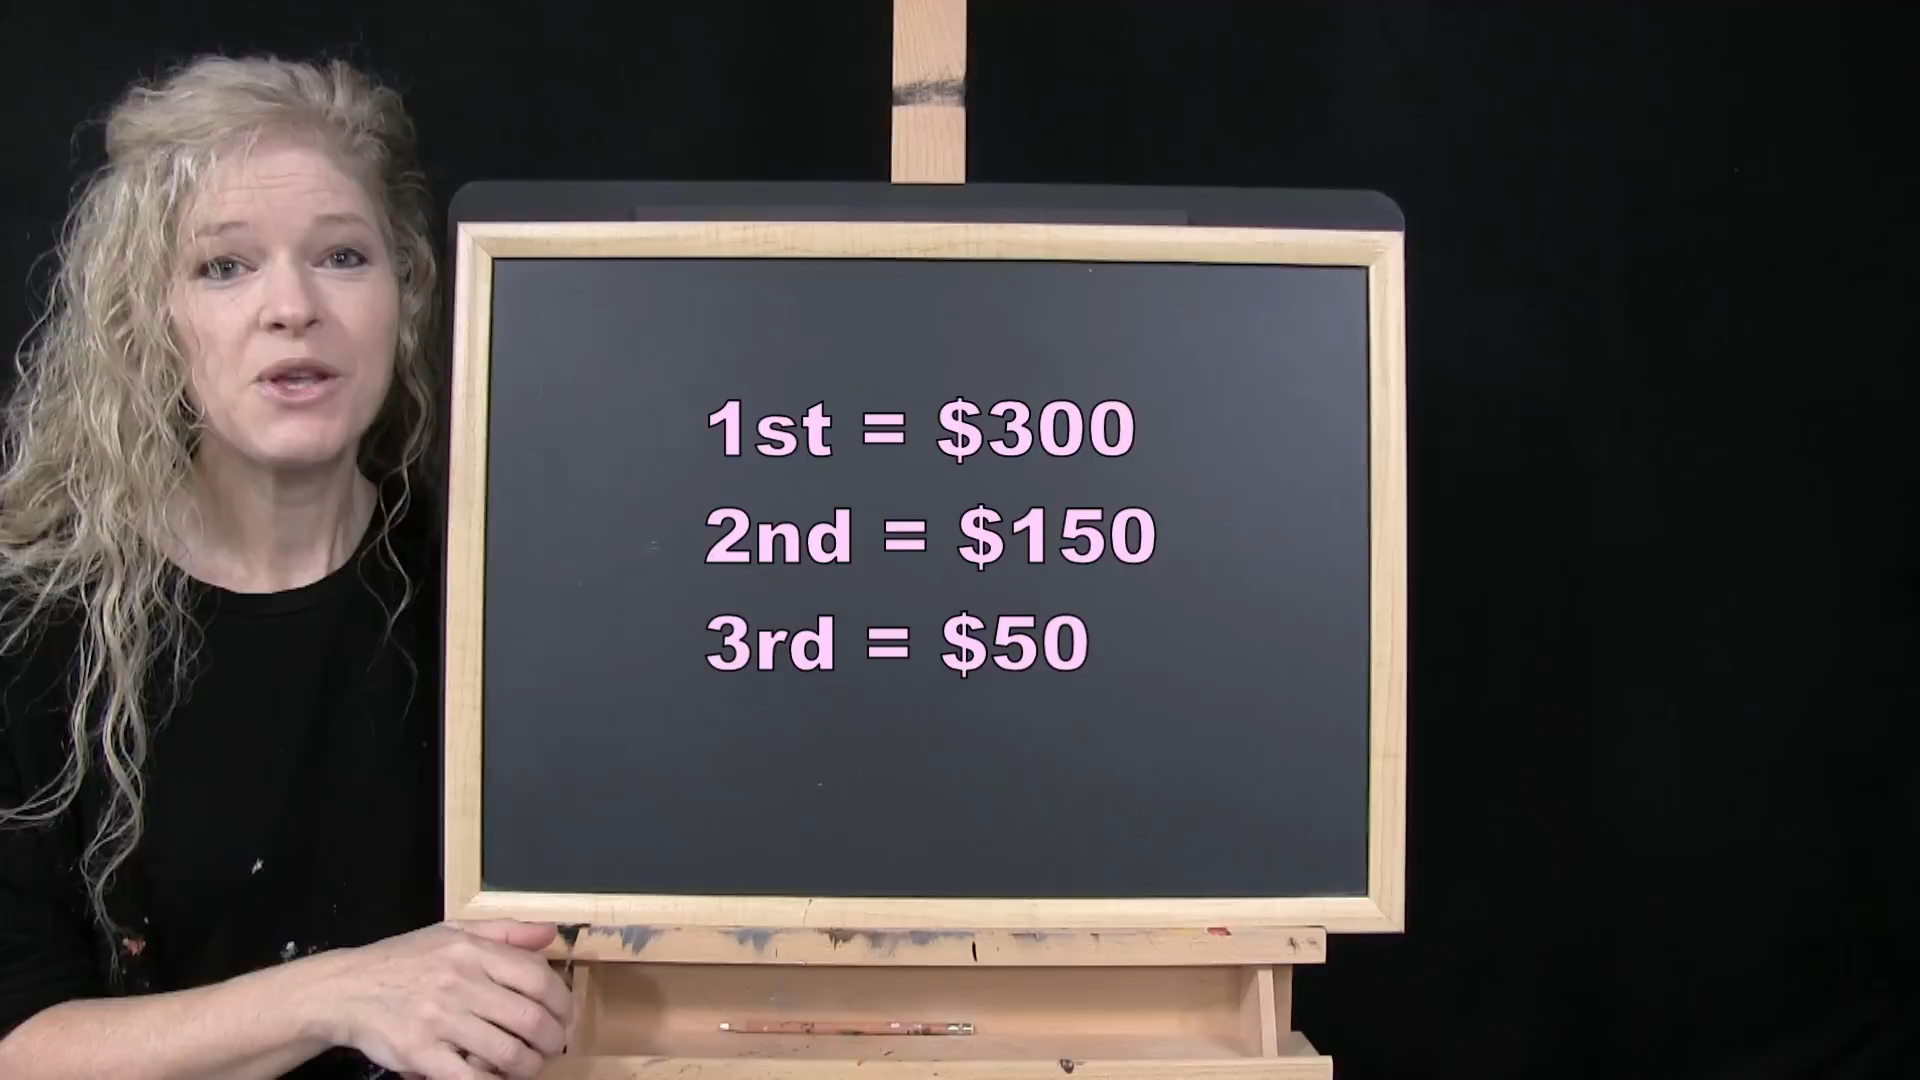 1st = $300
2nd = $150
3rd = $50